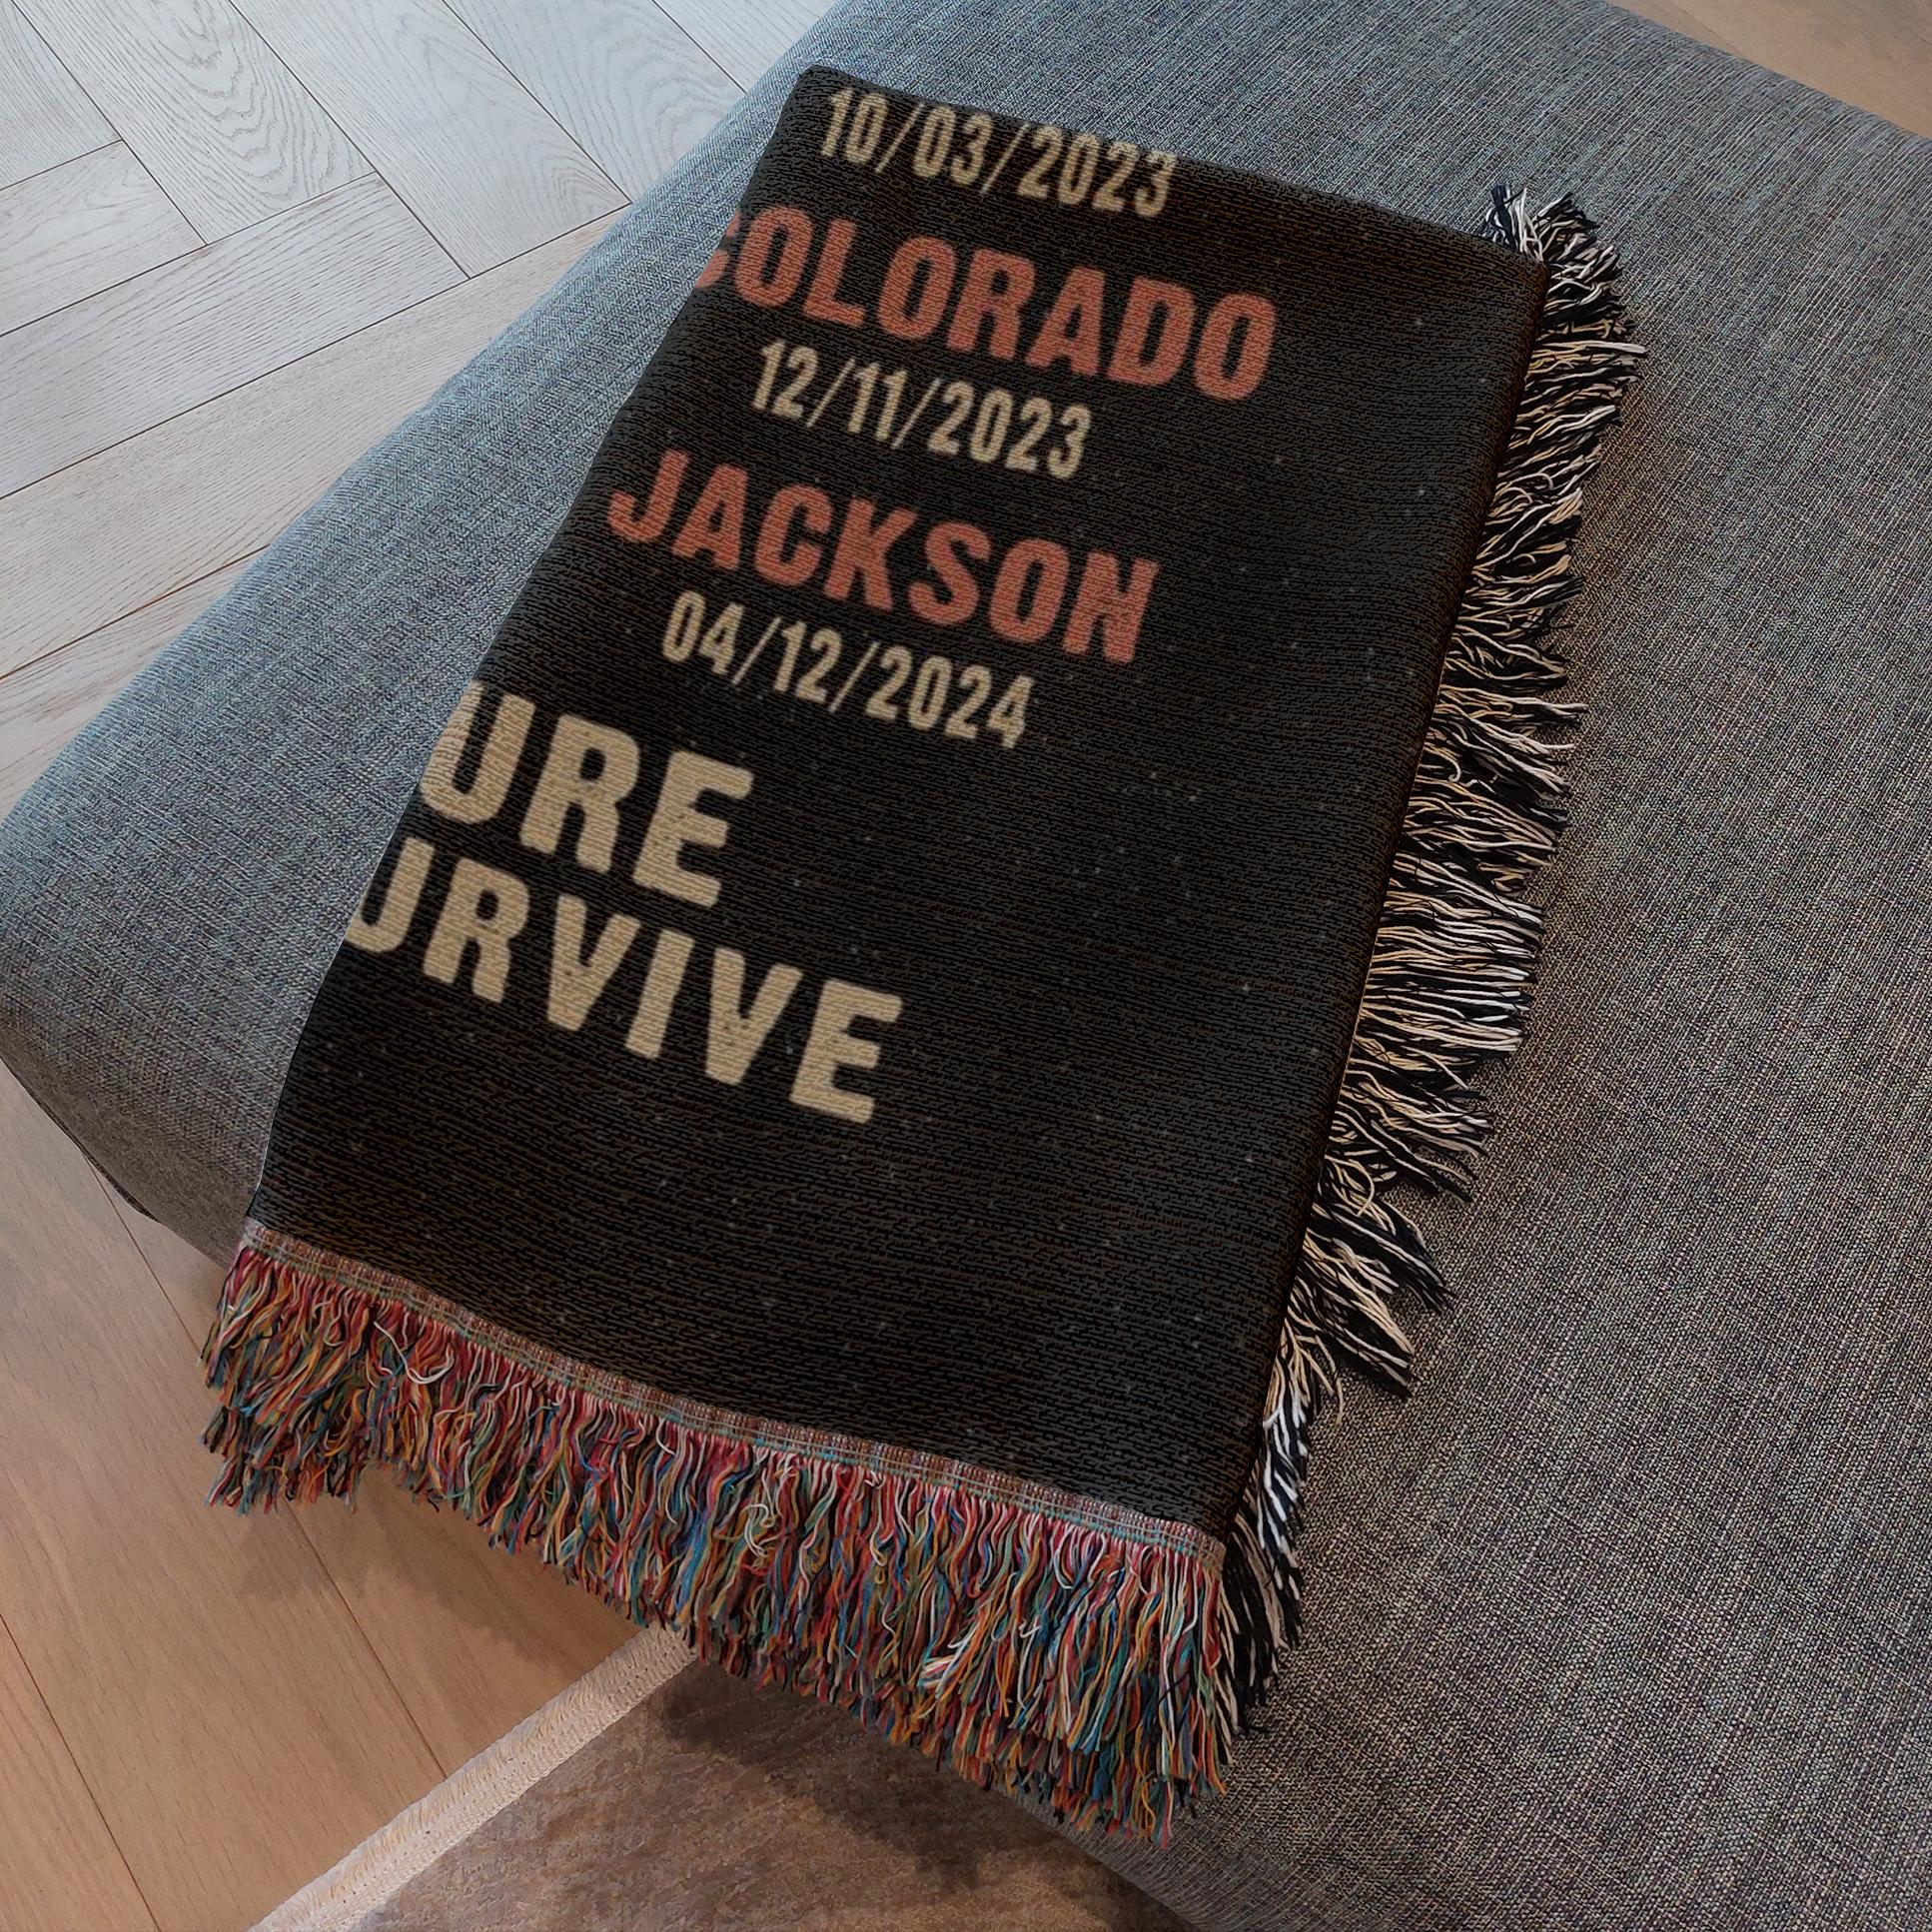 10/03/2023
COLORADO
12/11/2023
JACKSON
04/12/2024
URE
URVIVE